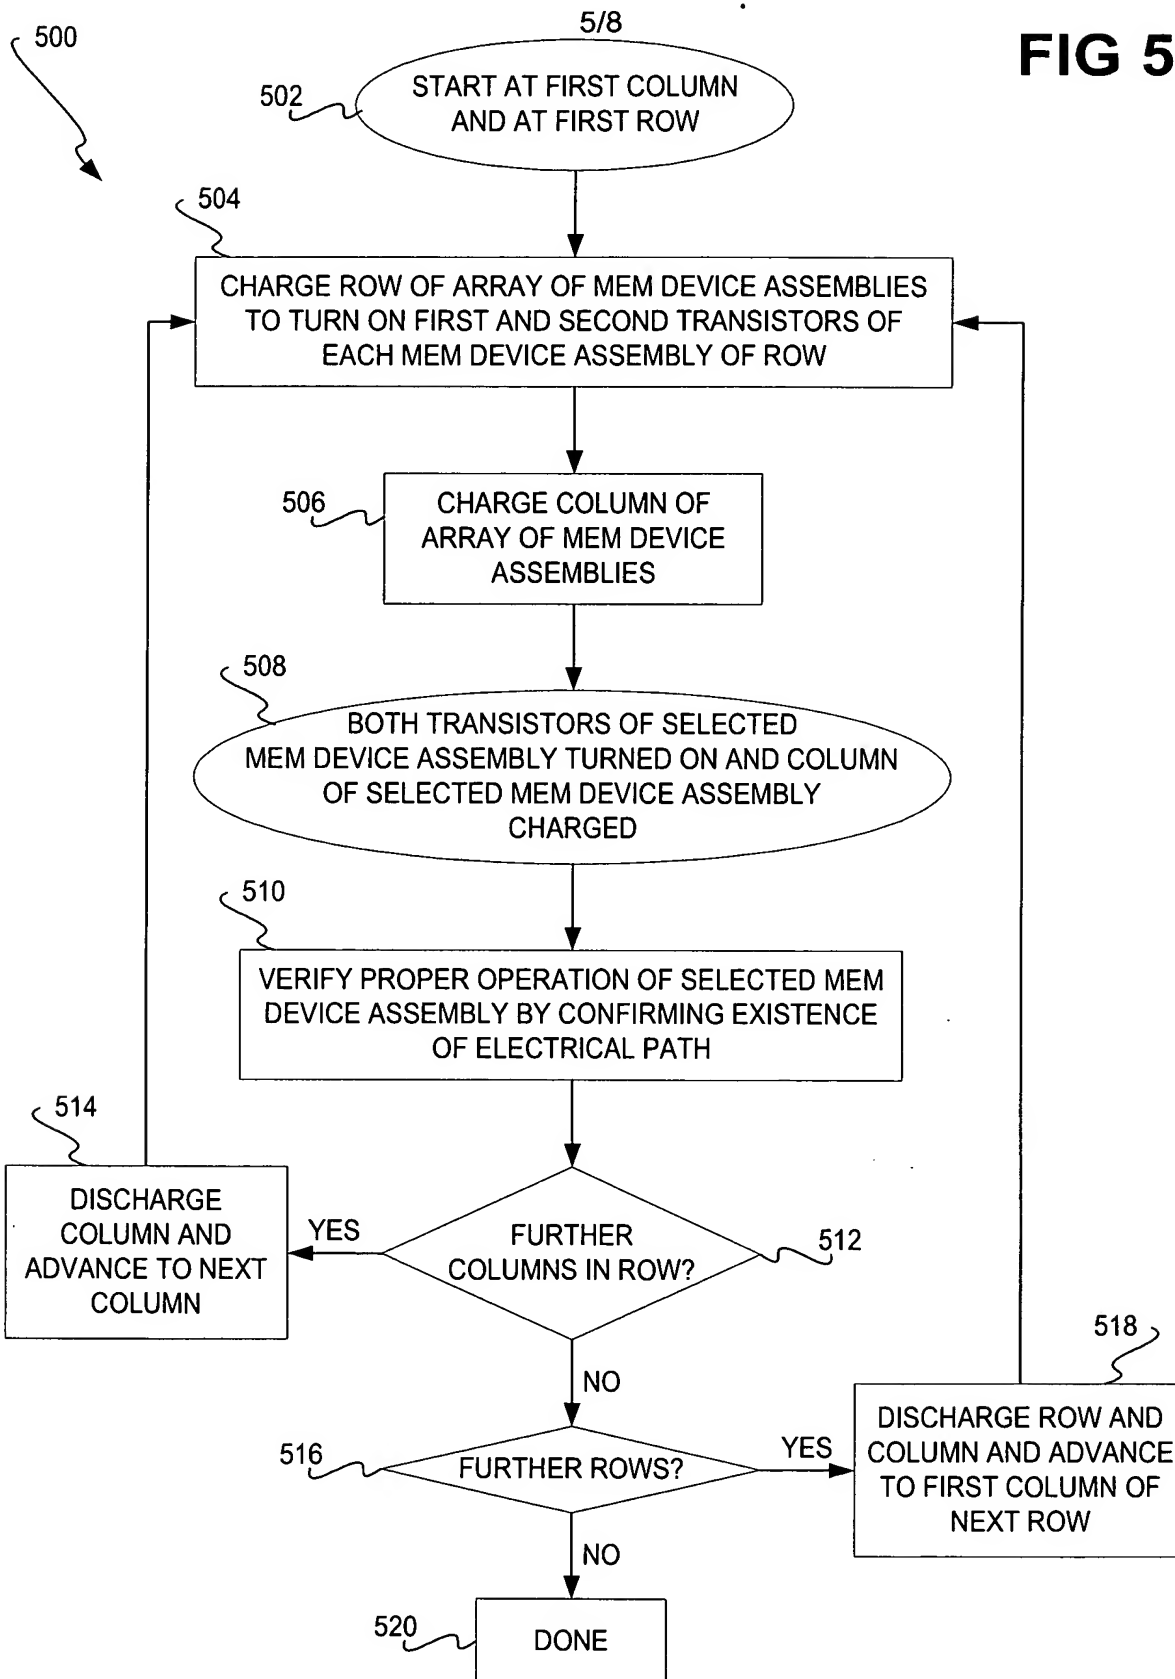 5/8
FIG 5
500
502
START AT FIRST COLUMN
AND AT FIRST ROW
504
CHARGE ROW OF ARRAY OF MEM DEVICE ASSEMBLIES
TO TURN ON FIRST AND SECOND TRANSISTORS OF
EACH MEM DEVICE ASSEMBLY OF ROW
506
CHARGE COLUMN OF
ARRAY OF MEM DEVICE
ASSEMBLIES
508
BOTH TRANSISTORS OF SELECTED
MEM DEVICE ASSEMBLY TURNED ON AND COLUMN
OF SELECTED MEM DEVICE ASSEMBLY
CHARGED
510
VERIFY PROPER OPERATION OF SELECTED MEM
DEVICE ASSEMBLY BY CONFIRMING EXISTENCE
OF ELECTRICAL PATH
514
DISCHARGE
COLUMN AND
ADVANCE TO NEXT
COLUMN
YES
FURTHER
COLUMNS IN ROW?
512
NO
518
DISCHARGE ROW AND
COLUMN AND ADVANCE
TO FIRST COLUMN OF
NEXT ROW
516
FURTHER ROWS?
YES
NO
520
DONE